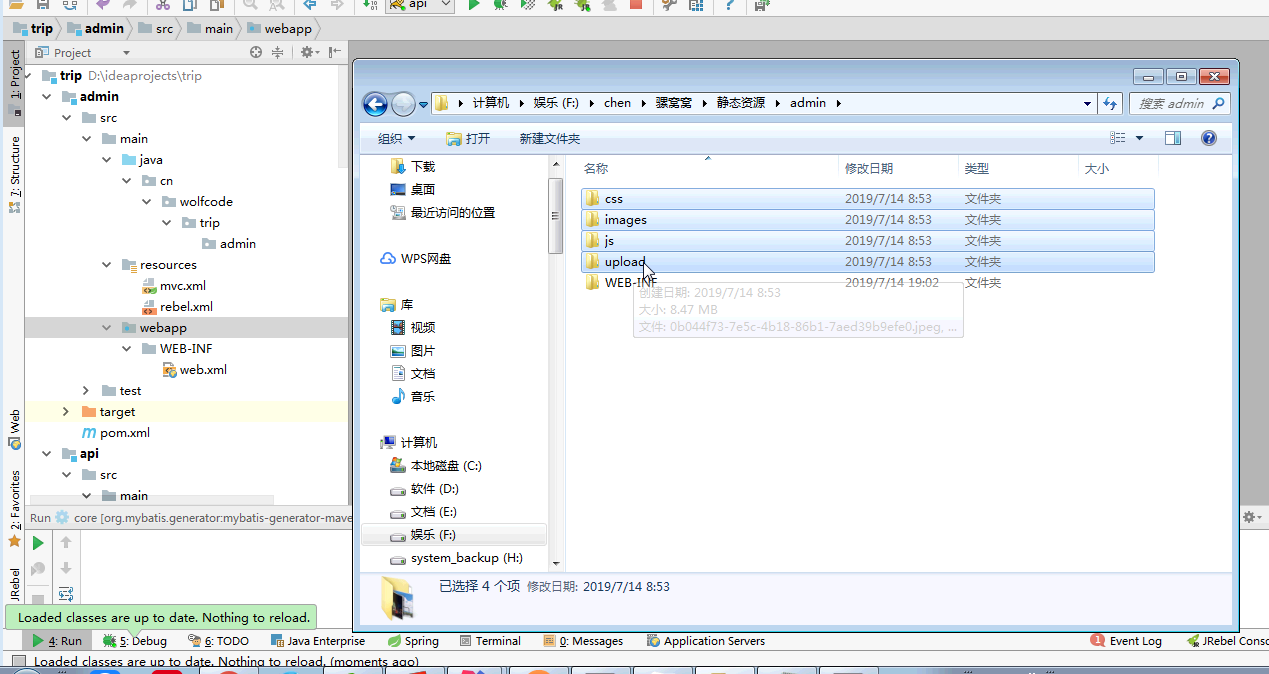 api
trip admin src main webapp
Project
1: Project
7: Structure
Web
2: Favorites
JRebel
trip D:\ideaprojects\trip
admin
src
main
java
cn
wolfcode
trip
admin
resources
mvc.xml
rebel.xml
webapp
WEB-INF
web.xml
test
target
pom.xml
api
src
main
计算机 娱乐 (F:) chen 骡窝窝 静态资源 admin
搜索 admin
组织 打开 新建文件夹
下载
桌面
最近访问的位置
WPS网盘
库
视频
图片
文档
音乐
计算机
本地磁盘 (C:)
软件 (D:)
文档 (E:)
娱乐 (F:)
system_backup (H:)
名称 修改日期 类型 大小
css 2019/7/14 8:53 文件夹
images 2019/7/14 8:53 文件夹
js 2019/7/14 8:53 文件夹
upload 2019/7/14 8:53 文件夹
WEB-INF 2019/7/14 19:02 文件夹
创建日期: 2019/7/14 8:53
大小: 8.47 MB
文件: 0b044f73-7e5c-4b18-86b1-7aed39b9efe0.jpeg, ...
已选择 4 个项 修改日期: 2019/7/14 8:53
Run core [org.mybatis.generator:mybatis-generator-mave
Loaded classes are up to date. Nothing to reload.
4: Run 5: Debug 6: TODO Java Enterprise Spring Terminal 0: Messages Application Servers 1 Event Log JRebel Conso
Loaded classes are up to date. Nothing to reload. (moments ago)